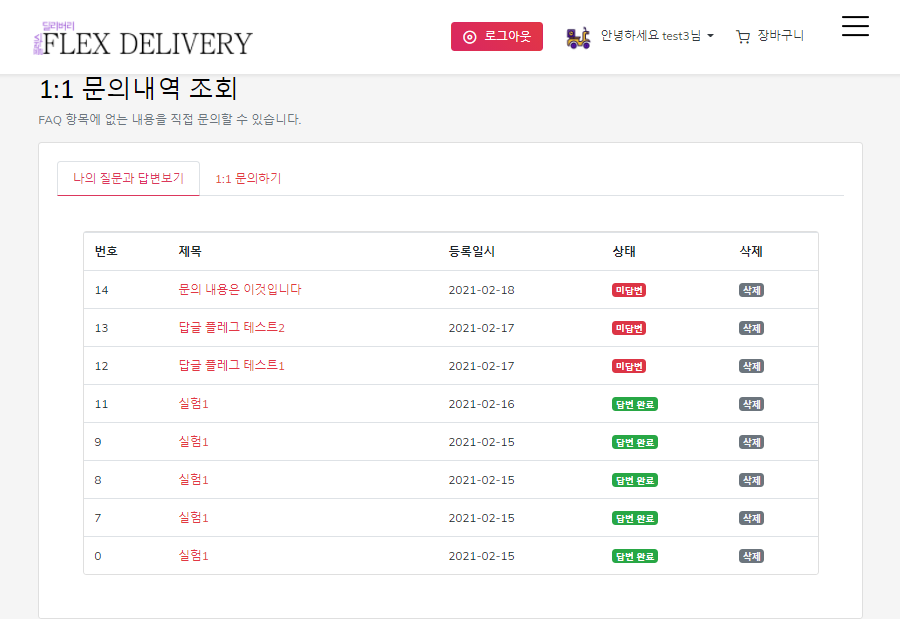 딜리버리
FLEX DELIVERY
로그아웃
안녕하세요 test3님
장바구니
1:1 문의내역 조회
FAQ 항목에 없는 내용을 직접 문의할 수 있습니다.
나의 질문과 답변보기
1:1 문의하기
번호 제목 등록일시 상태 삭제
14 문의 내용은 이것입니다 2021-02-18 미답변 삭제
13 답글 플레그 테스트2 2021-02-17 미답변 삭제
12 답글 플레그 테스트1 2021-02-17 미답변 삭제
11 실험1 2021-02-16 답변 완료 삭제
9 실험1 2021-02-15 답변 완료 삭제
8 실험1 2021-02-15 답변 완료 삭제
7 실험1 2021-02-15 답변 완료 삭제
0 실험1 2021-02-15 답변 완료 삭제